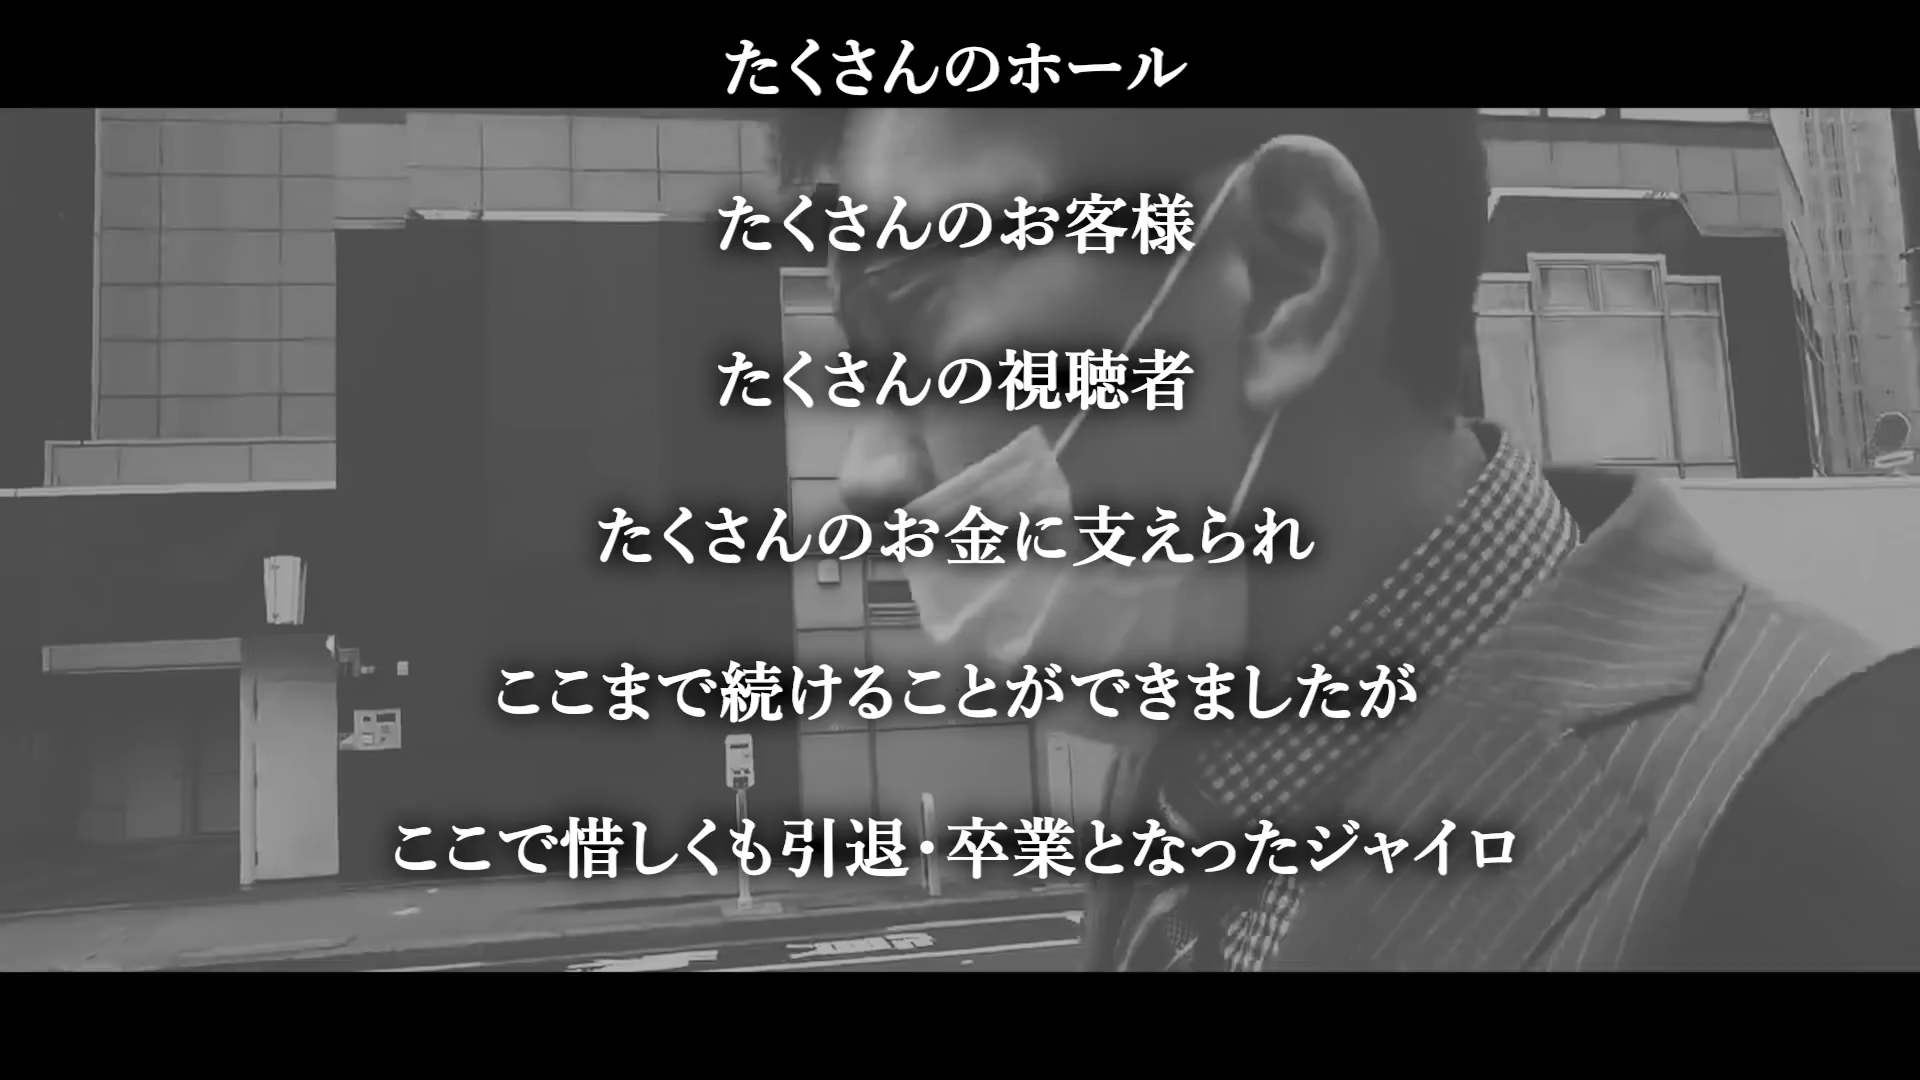 たくさんのホール
たくさんのお客様
たくさんの視聴者
たくさんのお金に支えられ
ここまで続けることができましたが
ここで惜しくも引退・卒業となったジャイロ